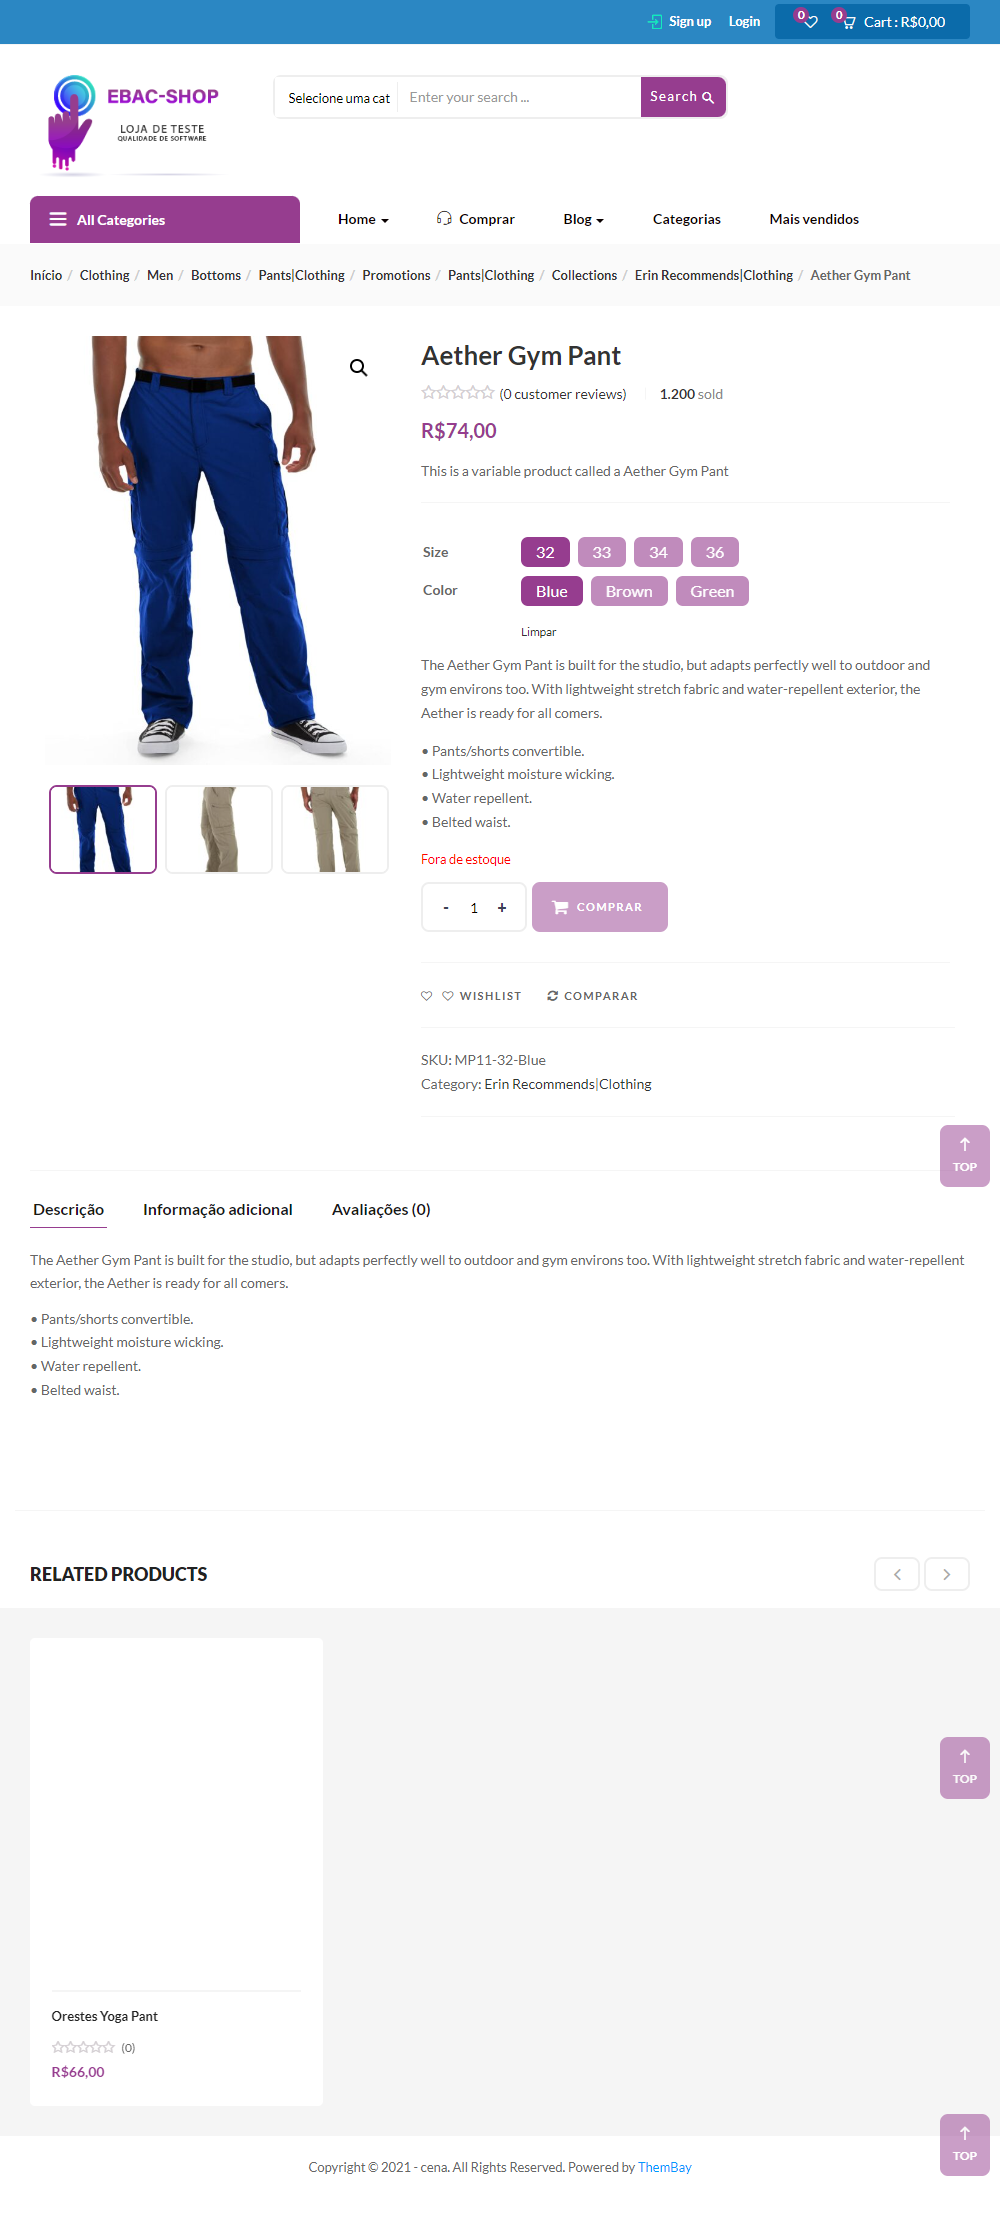 Sign up Login 0 0 Cart : R$0,00
EBAC-SHOP
LOJA DE TESTE
QUALIDADE DE SOFTWARE
Selecione uma cat Enter your search ... Search
All Categories Home Comprar Blog Categorias Mais vendidos
Início / Clothing / Men / Bottoms / Pants|Clothing / Promotions / Pants|Clothing / Collections / Erin Recommends|Clothing / Aether Gym Pant
Aether Gym Pant
(0 customer reviews) 1.200 sold
R$74,00
This is a variable product called a Aether Gym Pant
Size 32 33 34 36
Color Blue Brown Green
Limpar
The Aether Gym Pant is built for the studio, but adapts perfectly well to outdoor and
gym environs too. With lightweight stretch fabric and water-repellent exterior, the
Aether is ready for all comers.
• Pants/shorts convertible.
• Lightweight moisture wicking.
• Water repellent.
• Belted waist.
Fora de estoque
- 1 + COMPRAR
WISHLIST COMPARAR
SKU: MP11-32-Blue
Category: Erin Recommends|Clothing
TOP
Descrição Informação adicional Avaliações (0)
The Aether Gym Pant is built for the studio, but adapts perfectly well to outdoor and gym environs too. With lightweight stretch fabric and water-repellent
exterior, the Aether is ready for all comers.
• Pants/shorts convertible.
• Lightweight moisture wicking.
• Water repellent.
• Belted waist.
RELATED PRODUCTS
TOP
Orestes Yoga Pant
(0)
R$66,00
TOP
Copyright © 2021 - cena. All Rights Reserved. Powered by ThemBay